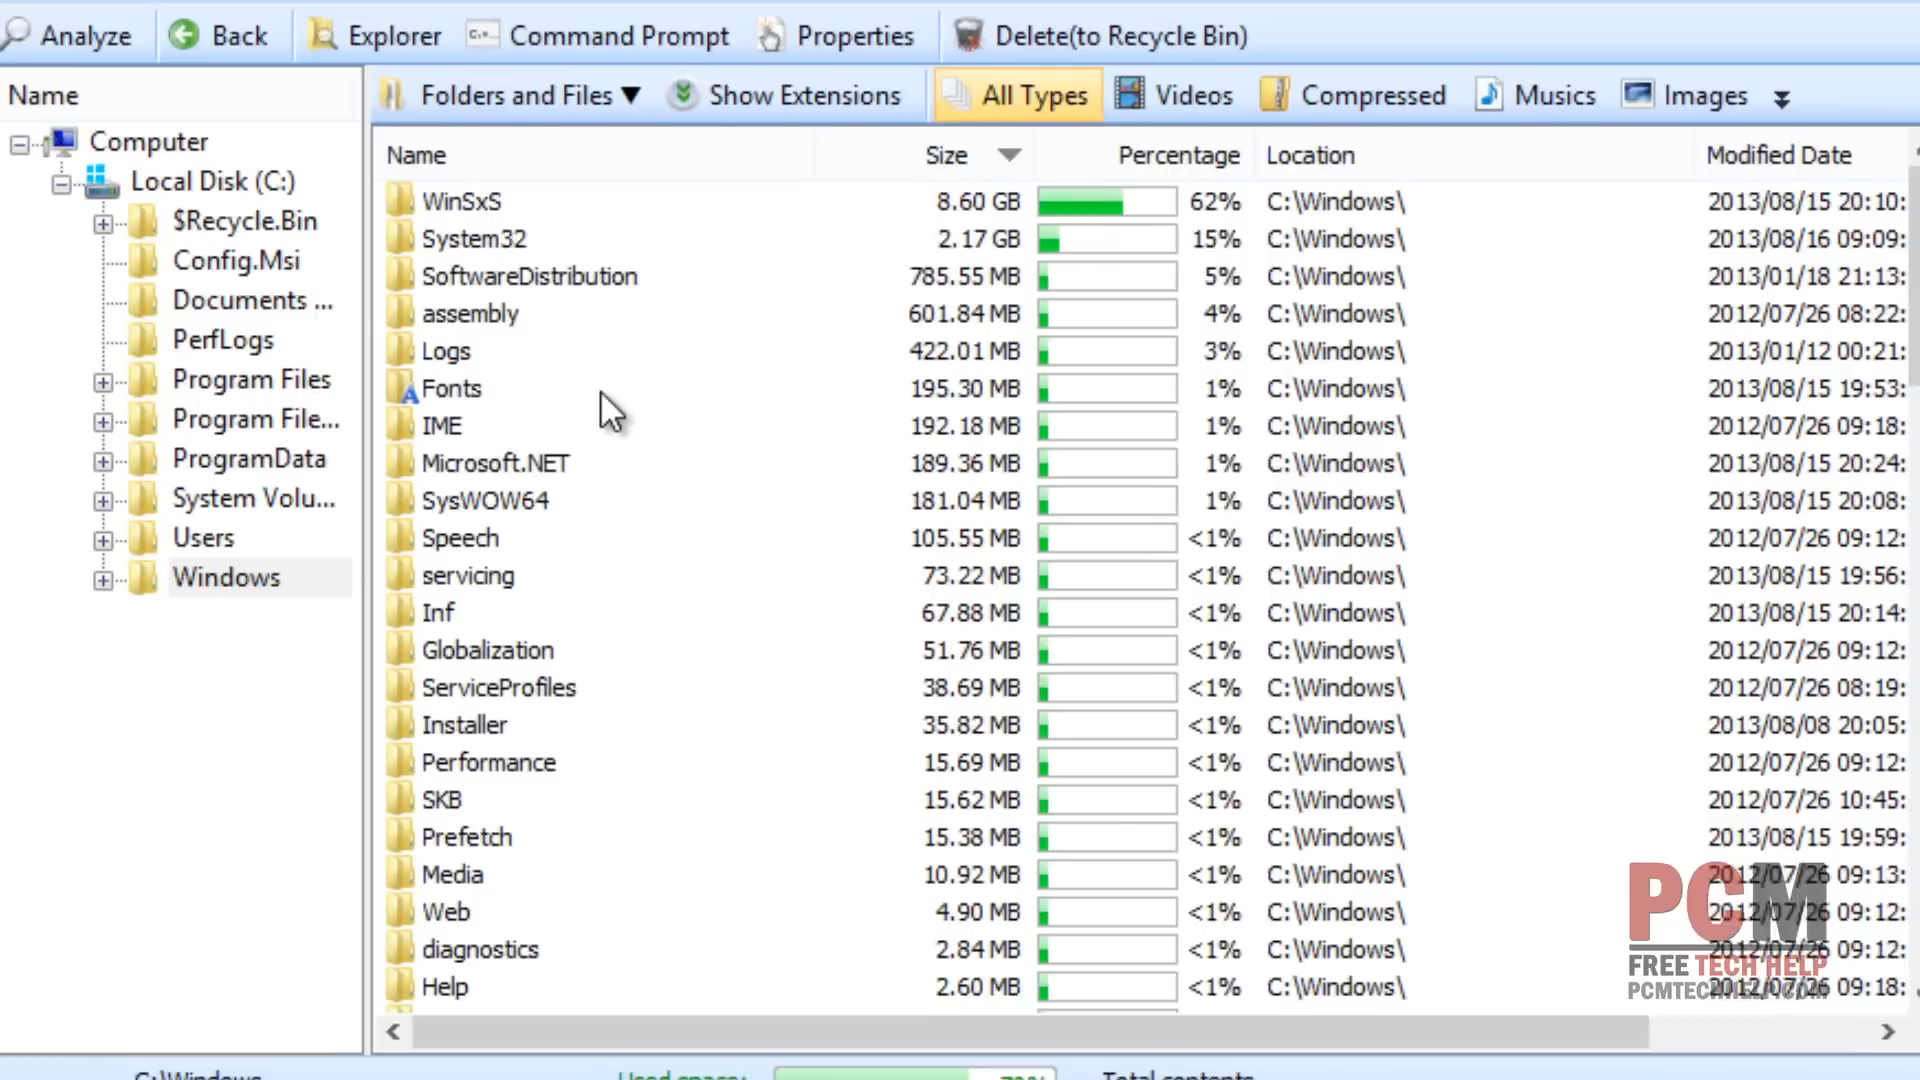 Analyze Back Explorer Command Prompt Properties Delete(to Recycle Bin)
Name
Folders and Files Show Extensions All Types Videos Compressed Musics Images
Computer
Local Disk (C:)
$Recycle.Bin
Config.Msi
Documents ...
PerfLogs
Program Files
Program File...
ProgramData
System Volu...
Users
Windows
Name Size Percentage Location Modified Date
WinSxS 8.60 GB 62% C:\Windows\ 2013/08/15 20:10:
System32 2.17 GB 15% C:\Windows\ 2013/08/16 09:09:
SoftwareDistribution 785.55 MB 5% C:\Windows\ 2013/01/18 21:13:
assembly 601.84 MB 4% C:\Windows\ 2012/07/26 08:22:
Logs 422.01 MB 3% C:\Windows\ 2013/01/12 00:21:
Fonts 195.30 MB 1% C:\Windows\ 2013/08/15 19:53:
IME 192.18 MB 1% C:\Windows\ 2012/07/26 09:18:
Microsoft.NET 189.36 MB 1% C:\Windows\ 2013/08/15 20:24:
SysWOW64 181.04 MB 1% C:\Windows\ 2013/08/15 20:08:
Speech 105.55 MB <1% C:\Windows\ 2012/07/26 09:12:
servicing 73.22 MB <1% C:\Windows\ 2013/08/15 19:56:
Inf 67.88 MB <1% C:\Windows\ 2013/08/15 20:14:
Globalization 51.76 MB <1% C:\Windows\ 2012/07/26 09:12:
ServiceProfiles 38.69 MB <1% C:\Windows\ 2012/07/26 08:19:
Installer 35.82 MB <1% C:\Windows\ 2013/08/08 20:05:
Performance 15.69 MB <1% C:\Windows\ 2012/07/26 09:12:
SKB 15.62 MB <1% C:\Windows\ 2012/07/26 10:45:
Prefetch 15.38 MB <1% C:\Windows\ 2013/08/15 19:59:
Media 10.92 MB <1% C:\Windows\ 2012/07/26 09:13:
Web 4.90 MB <1% C:\Windows\ 2012/07/26 09:12:
diagnostics 2.84 MB <1% C:\Windows\ 2012/07/26 09:12:
Help 2.60 MB <1% C:\Windows\ 2012/07/26 09:18:
PCM
FREE TECH HELP
PCMTECHHELP.COM
C:\Windows Used space: Total contents